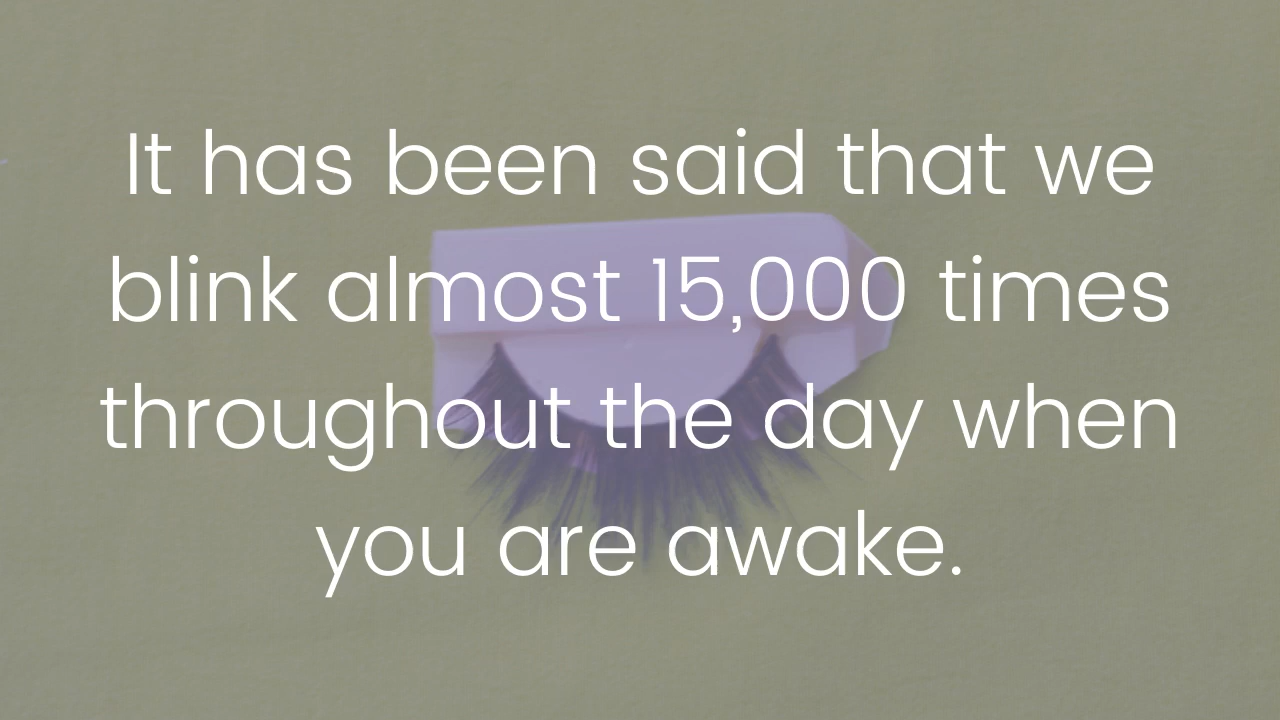 It has been said that we
blink almost 15,000 times
throughout the day when
you are awake.